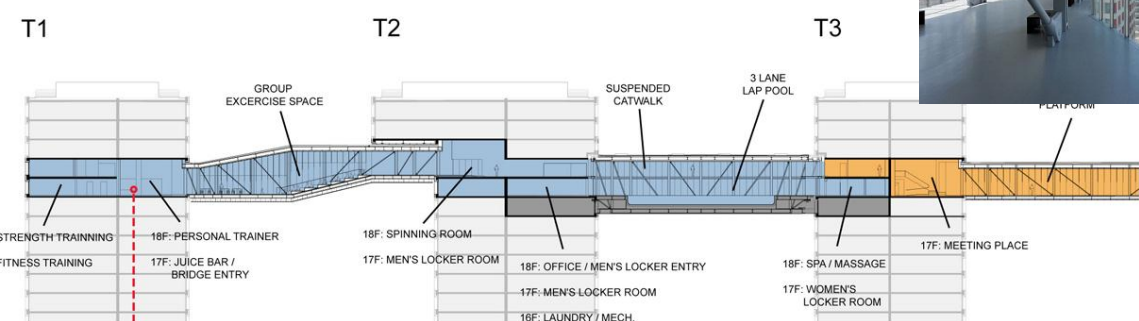 T1
T2
T3
GROUP
EXCERCISE SPACE
SUSPENDED
CATWALK
3 LANE
LAP POOL
PLATFORM
STRENGTH TRAINNING
FITNESS TRAINING
18F: PERSONAL TRAINER
17F: JUICE BAR /
BRIDGE ENTRY
18F: SPINNING ROOM
17F: MEN'S LOCKER ROOM
18F: OFFICE / MEN'S LOCKER ENTRY
17F: MEN'S LOCKER ROOM
16F: LAUNDRY / MECH.
18F: SPA / MASSAGE
17F: WOMEN'S
LOCKER ROOM
17F: MEETING PLACE